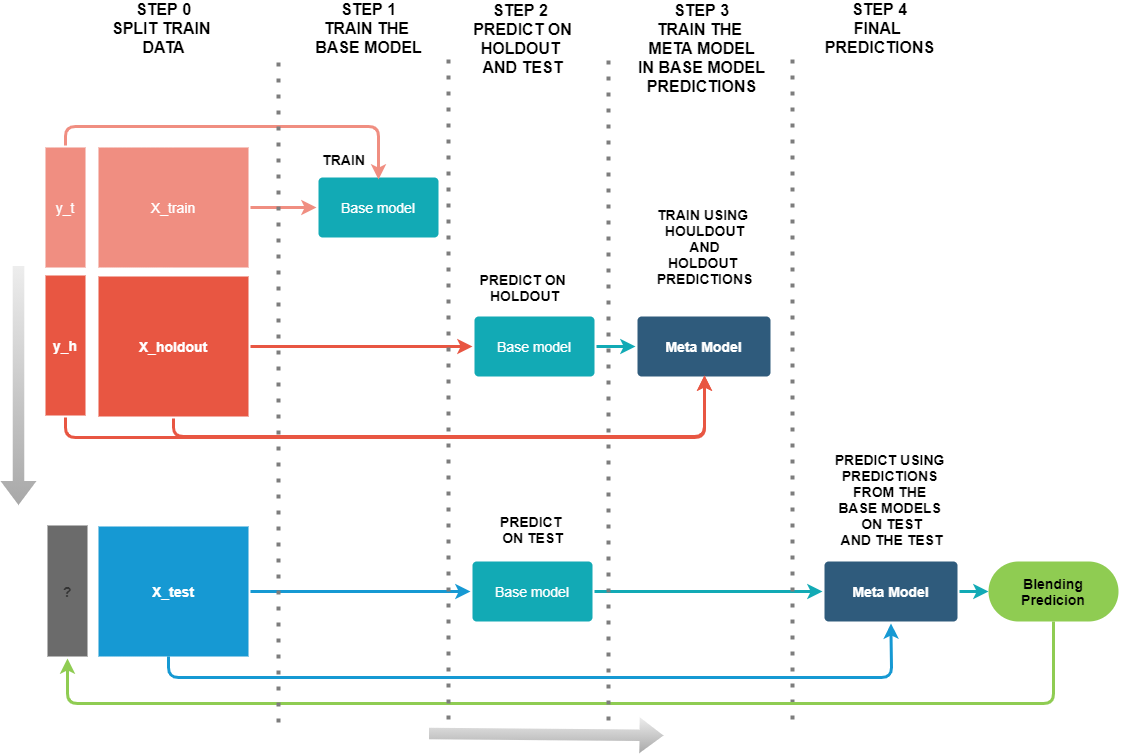 STEP 0
SPLIT TRAIN
DATA
STEP 1
TRAIN THE
BASE MODEL
STEP 2
PREDICT ON
HOLDOUT
AND TEST
STEP 3
TRAIN THE
META MODEL
IN BASE MODEL
PREDICTIONS
STEP 4
FINAL
PREDICTIONS
TRAIN
y_t
X_train
Base model
TRAIN USING
HOULDOUT
AND
HOLDOUT
PREDICTIONS
PREDICT ON
HOLDOUT
y_h
X_holdout
Base model
Meta Model
PREDICT USING
PREDICTIONS
FROM THE
BASE MODELS
ON TEST
AND THE TEST
PREDICT
ON TEST
?
X_test
Base model
Meta Model
Blending
Predicion